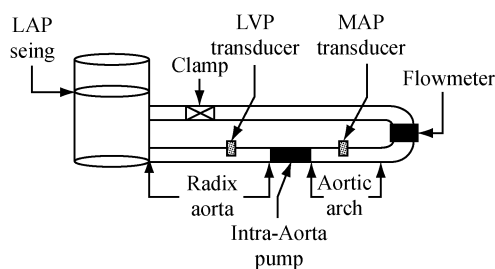 LAP
seing
LVP
transducer
MAP
transducer
Clamp
Flowmeter
Radix
aorta
Aortic
arch
Intra-Aorta
pump